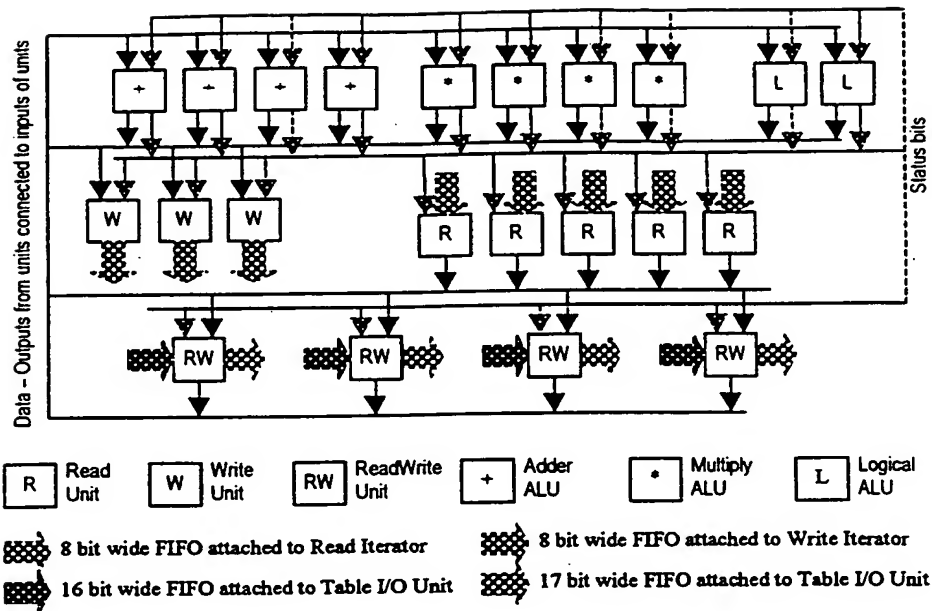 + + + + * * * * L L
W W W
R R R R R
RW RW RW RW
Data – Outputs from units connected to inputs of units
Status bits
R Read Unit
W Write Unit
RW ReadWrite Unit
+ Adder ALU
* Multiply ALU
L Logical ALU
8 bit wide FIFO attached to Read Iterator
8 bit wide FIFO attached to Write Iterator
16 bit wide FIFO attached to Table I/O Unit
17 bit wide FIFO attached to Table I/O Unit